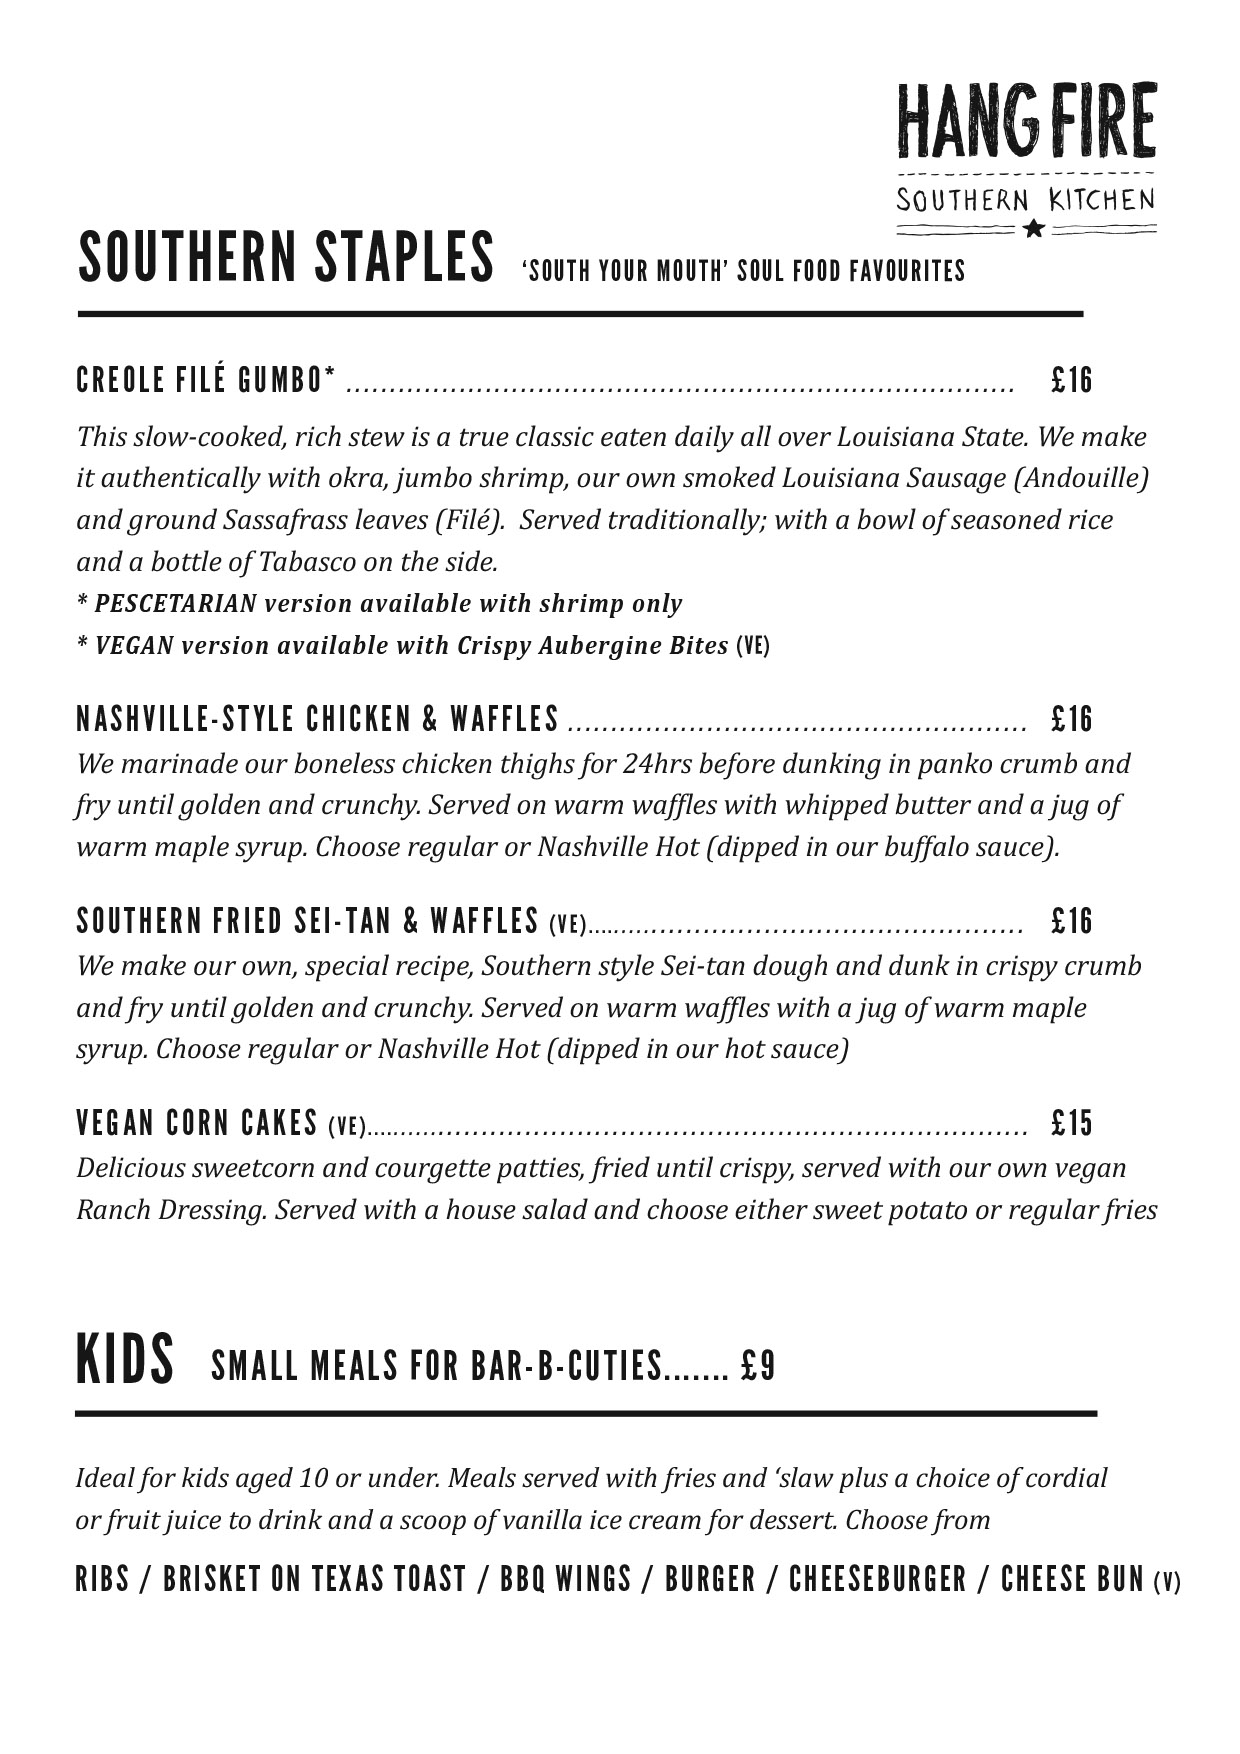 HANG FIRE
SOUTHERN KITCHEN
SOUTHERN STAPLES ‘SOUTH YOUR MOUTH’ SOUL FOOD FAVOURITES
CREOLE FILÉ GUMBO* ............................................................................ £16
This slow-cooked, rich stew is a true classic eaten daily all over Louisiana State. We make
it authentically with okra, jumbo shrimp, our own smoked Louisiana Sausage (Andouille)
and ground Sassafrass leaves (Filé).  Served traditionally; with a bowl of seasoned rice
and a bottle of Tabasco on the side.
* PESCETARIAN version available with shrimp only
* VEGAN version available with Crispy Aubergine Bites (VE)
NASHVILLE-STYLE CHICKEN & WAFFLES .................................................... £16
We marinade our boneless chicken thighs for 24hrs before dunking in panko crumb and
fry until golden and crunchy. Served on warm waffles with whipped butter and a jug of
warm maple syrup. Choose regular or Nashville Hot (dipped in our buffalo sauce).
SOUTHERN FRIED SEI-TAN & WAFFLES (VE).................................................... £16
We make our own, special recipe, Southern style Sei-tan dough and dunk in crispy crumb
and fry until golden and crunchy. Served on warm waffles with a jug of warm maple
syrup. Choose regular or Nashville Hot (dipped in our hot sauce)
VEGAN CORN CAKES (VE)............................................................................ £15
Delicious sweetcorn and courgette patties, fried until crispy, served with our own vegan
Ranch Dressing. Served with a house salad and choose either sweet potato or regular fries
KIDS SMALL MEALS FOR BAR-B-CUTIES....... £9
Ideal for kids aged 10 or under. Meals served with fries and ‘slaw plus a choice of cordial
or fruit juice to drink and a scoop of vanilla ice cream for dessert. Choose from
RIBS / BRISKET ON TEXAS TOAST / BBQ WINGS / BURGER / CHEESEBURGER / CHEESE BUN (V)